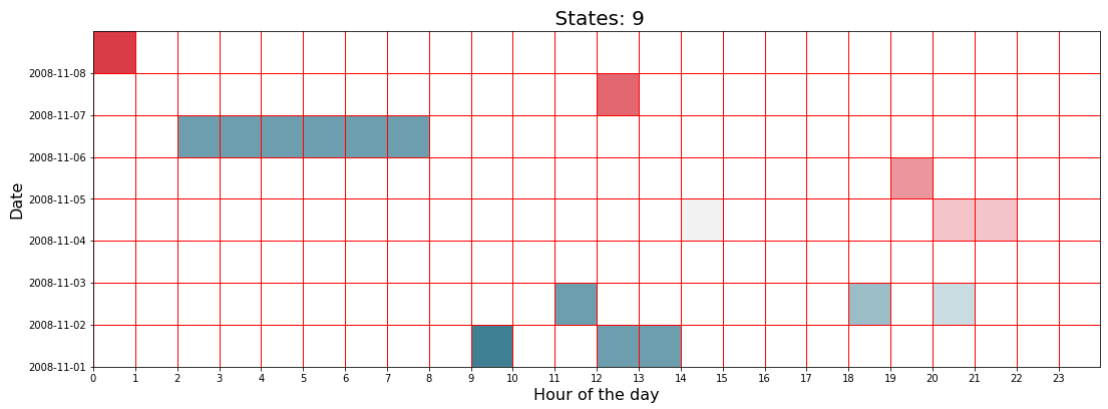 States: 9
2008-11-08
2008-11-07
2008-11-06
2008-11-05
2008-11-04
2008-11-03
2008-11-02
2008-11-01
Date
0 1 2 3 4 5 6 7 8 9 10 11 12 13 14 15 16 17 18 19 20 21 22 23
Hour of the day